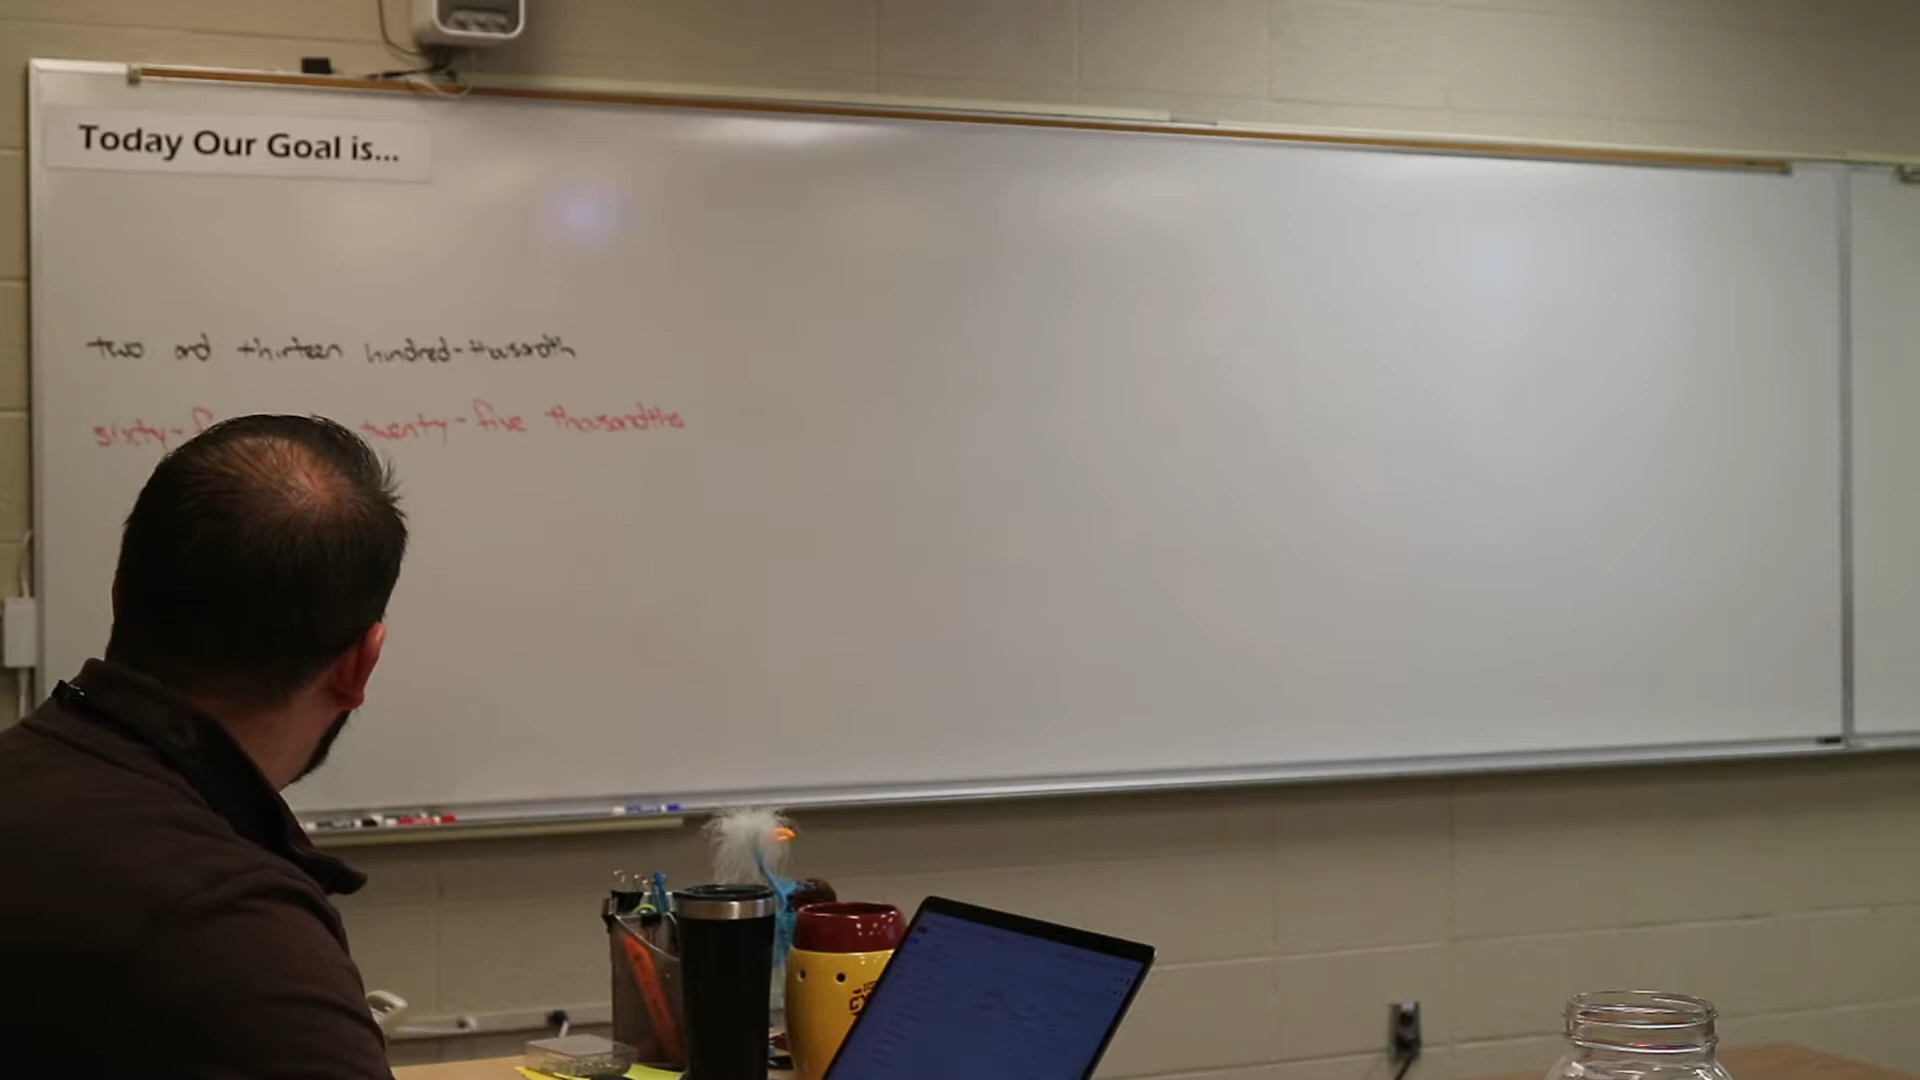 Today Our Goal is...
two and thirteen hundred-thousandth
sixty- twenty-five thousandths